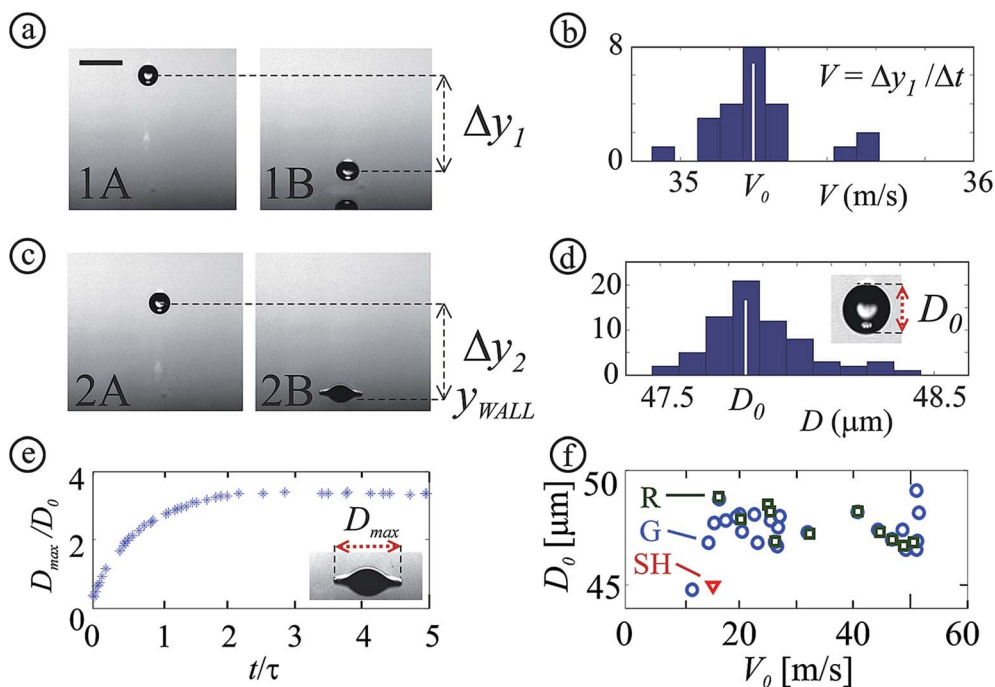 a
1A
1B
Δy1
b
8
4
0
V = Δy1/Δt
35
V0
V (m/s)
36
c
2A
2B
Δy2
yWALL
d
20
10
0
D0
47.5
D0
D (μm)
48.5
e
Dmax/D0
4
2
0
Dmax
0
1
2
3
4
5
t/τ
f
D0 [μm]
50
45
R
G
SH
0
20
40
60
V0 [m/s]